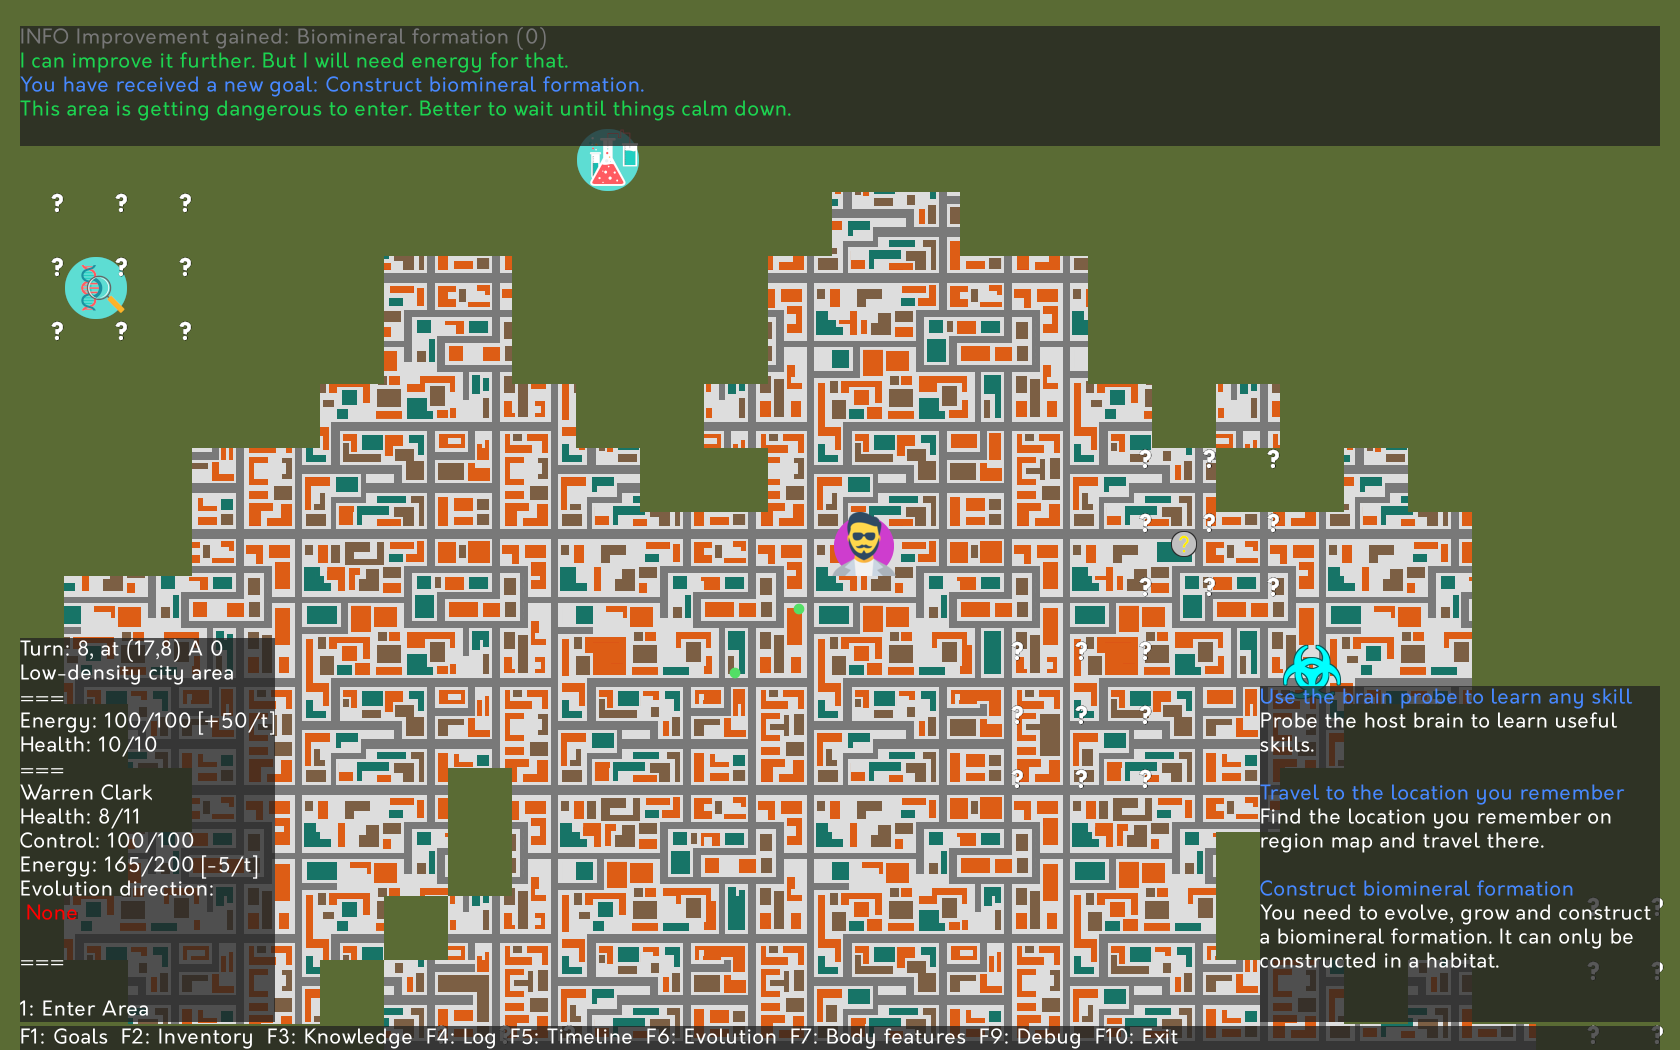 INFO Improvement gained: Biomineral formation (0)
I can improve it further. But I will need energy for that.
You have received a new goal: Construct biomineral formation.
This area is getting dangerous to enter. Better to wait until things calm down.
? ? ?
? ? ?
? ? ?
? ? ?
? ? ?
?
? ? ?
? ? ?
? ? ?
? ? ?
Turn: 8, at (17,8) A 0
Low-density city area
===
Energy: 100/100 [+50/t]
Health: 10/10
===
Warren Clark
Health: 8/11
Control: 100/100
Energy: 165/200 [-5/t]
Evolution direction:
None
===
1: Enter Area
Use the brain probe to learn any skill
Probe the host brain to learn useful
skills.
Travel to the location you remember
Find the location you remember on
region map and travel there.
Construct biomineral formation
You need to evolve, grow and construct
a biomineral formation. It can only be
constructed in a habitat.
? ?
? ?
? ?
F1: Goals F2: Inventory F3: Knowledge F4: Log F5: Timeline F6: Evolution F7: Body features F9: Debug F10: Exit